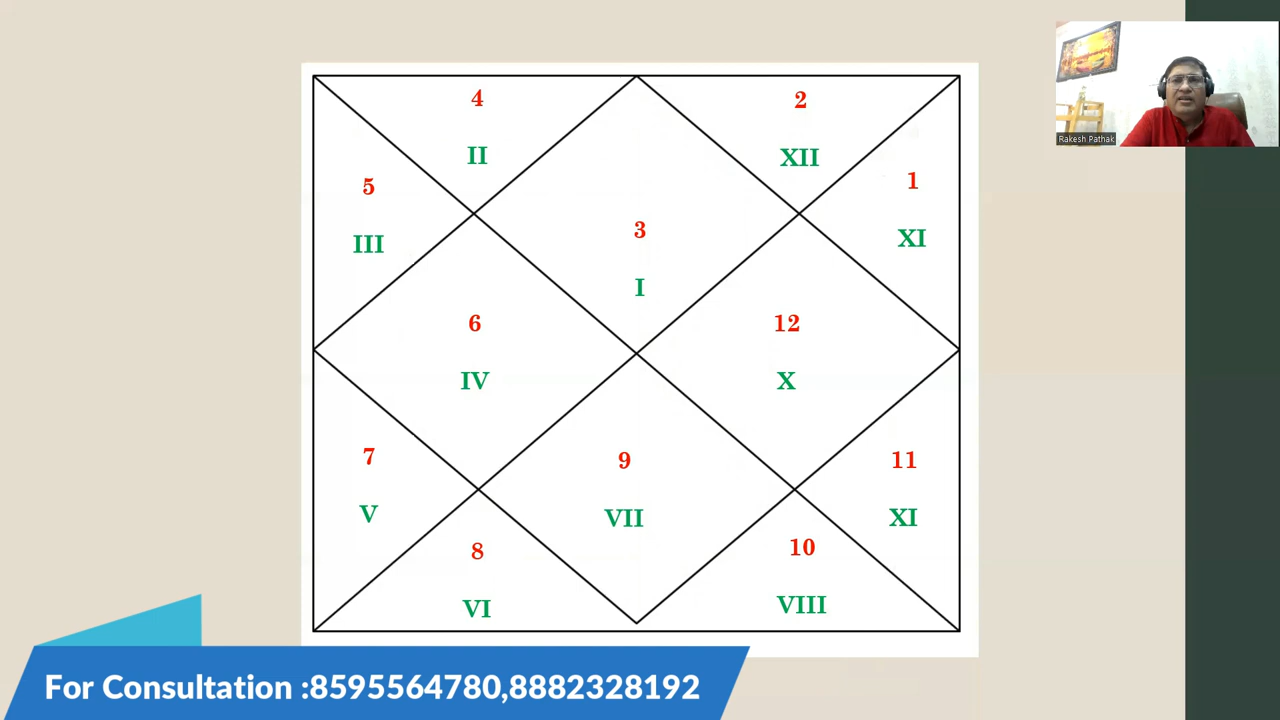 4
II
2
XII
5
III
3
I
1
XI
6
IV
12
X
7
V
9
VII
11
XI
8
VI
10
VIII
Rakesh Pathak
For Consultation :8595564780,8882328192